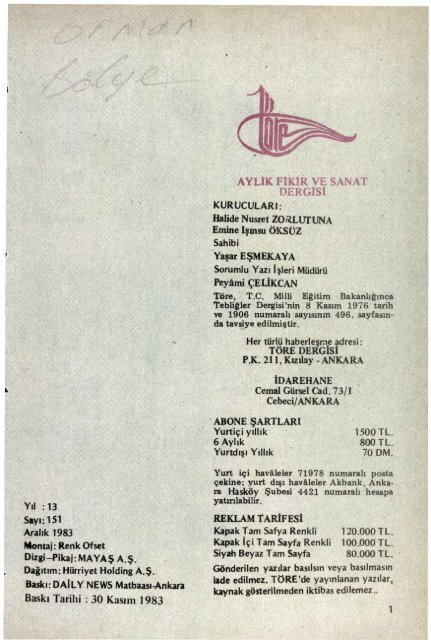 orman
bölge
Töre
AYLIK FİKİR VE SANAT
DERGİSİ
KURUCULARI:
Halide Nusret ZORLUTUNA
Emine Işınsu ÖKSÜZ
Sahibi
Yaşar EŞMEKAYA
Sorumlu Yazı İşleri Müdürü
Peyâmi ÇELİKCAN
Töre, T.C. Milli Eğitim Bakanlığınca
Tebliğler Dergisi'nin 8 Kasım 1976 tarih
ve 1906 numaralı sayısının 496. sayfasın-
da tavsiye edilmiştir.
Her türlü haberleşme adresi:
TÖRE DERGİSİ
P.K. 211, Kızılay - ANKARA
İDAREHANE
Cemal Gürsel Cad. 73/1
Cebeci/ANKARA
ABONE ŞARTLARI
Yurtiçi yıllık 1500 TL.
6 Aylık 800 TL.
Yurtdışı Yıllık 70 DM.
Yurt içi havâleler 71978 numaralı posta
çekine; yurt dışı havâleler Akbank, Anka-
ra Hasköy Şubesi 4421 numaralı hesapa
yatırılabilir.
REKLAM TARİFESİ
Kapak Tam Safya Renkli 120.000 TL.
Kapak İçi Tam Sayfa Renkli 100.000 TL.
Siyah Beyaz Tam Sayfa 80.000 TL.
Gönderilen yazılar basılsın veya basılmasın
iade edilmez. TÖRE'de yayınlanan yazılar,
kaynak gösterilmeden iktibas edilemez..
Yıl : 13
Sayı: 151
Aralık 1983
Montaj: Renk Ofset
Dizgi-Pikaj: MAYAŞ A.Ş.
Dağıtım: Hürriyet Holding A.Ş.
Baskı: DAİLY NEWS Matbaası-Ankara
Baskı Tarihi : 30 Kasım 1983
1